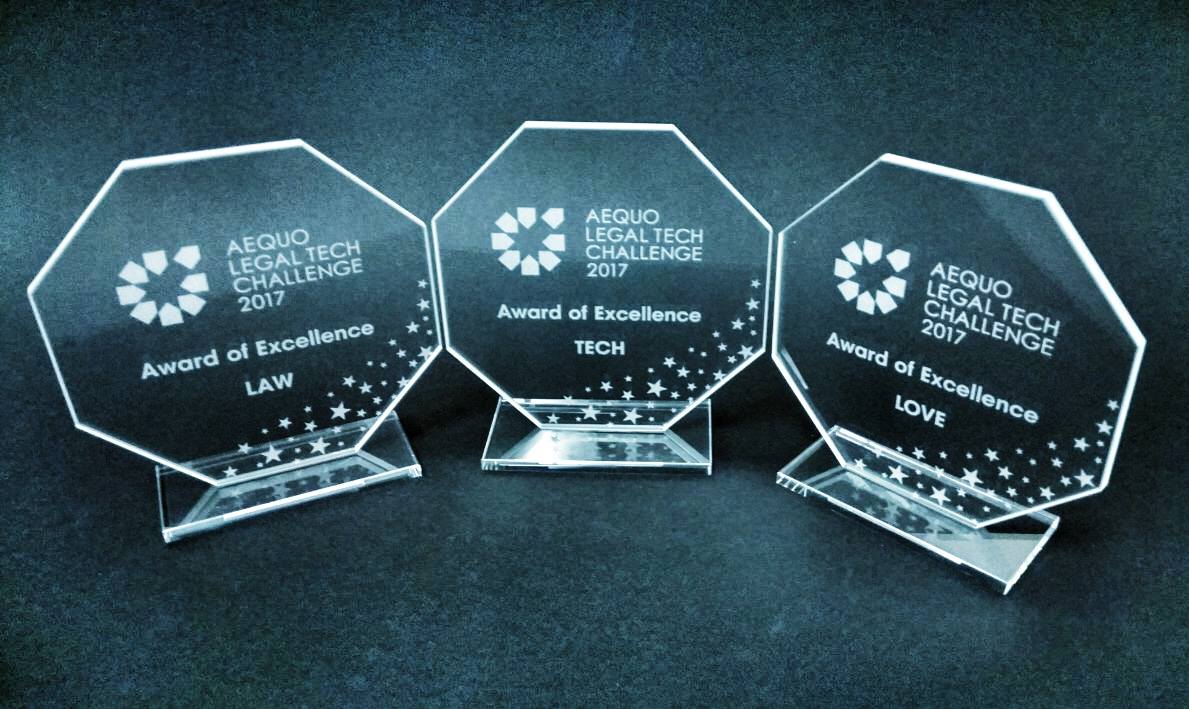 AEQUO
LEGAL TECH
CHALLENGE
2017
Award of Excellence
LAW
AEQUO
LEGAL TECH
CHALLENGE
2017
Award of Excellence
TECH
AEQUO
LEGAL TECH
CHALLENGE
2017
Award of Excellence
LOVE